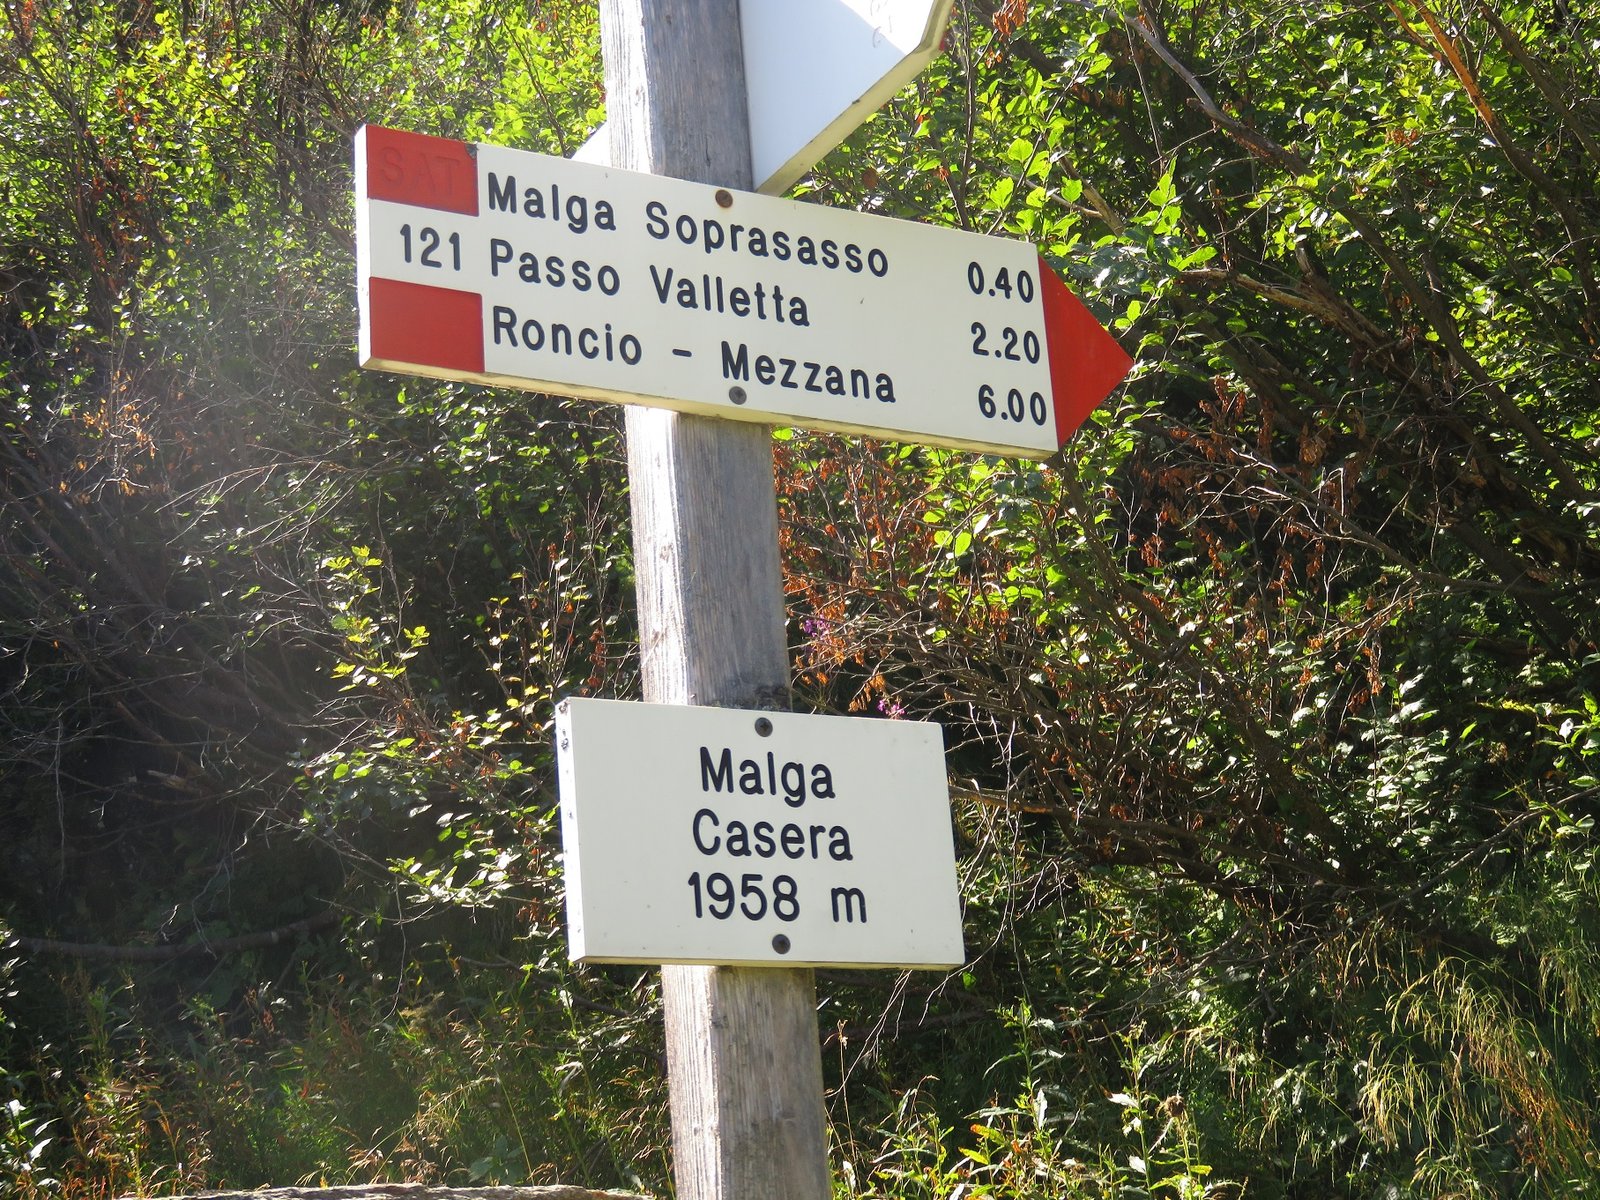 SAT
Malga Soprasasso 0.40
121 Passo Valletta 2.20
Roncio - Mezzana 6.00
Malga
Casera
1958 m